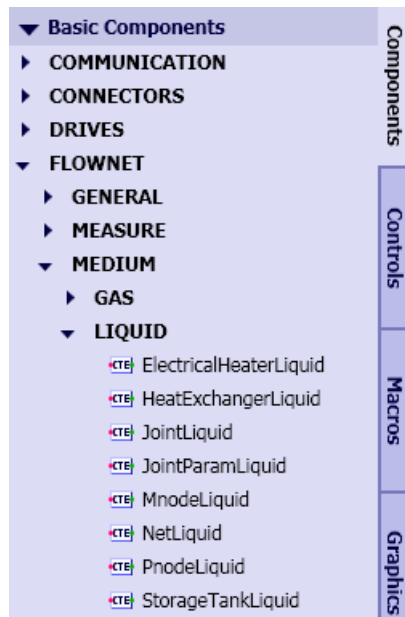 Basic Components
COMMUNICATION
CONNECTORS
DRIVES
FLOWNET
GENERAL
MEASURE
MEDIUM
GAS
LIQUID
CTE ElectricalHeaterLiquid
CTE HeatExchangerLiquid
CTE JointLiquid
CTE JointParamLiquid
CTE MnodeLiquid
CTE NetLiquid
CTE PnodeLiquid
CTE StorageTankLiquid
Components
Controls
Macros
Graphics